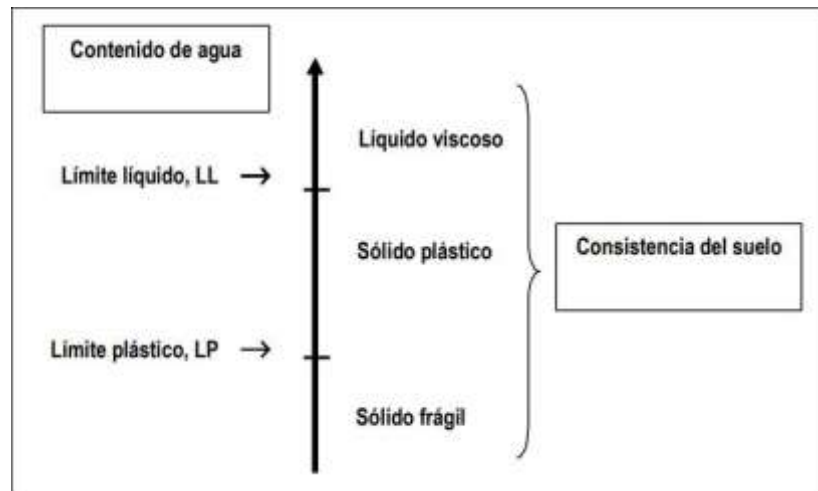 Contenido de agua
Líquido viscoso
Límite líquido, LL
Sólido plástico
Consistencia del suelo
Límite plástico, LP
Sólido frágil